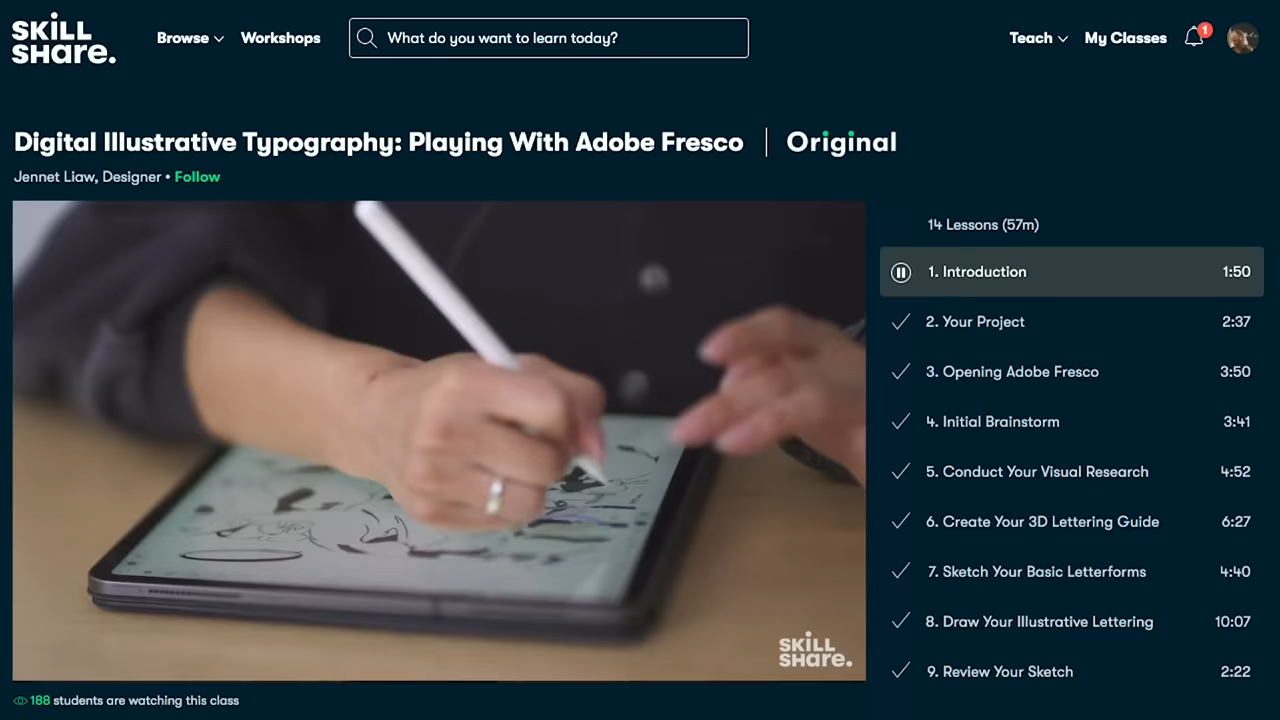 SKILL
SHare.
Browse
Workshops
What do you want to learn today?
Teach
My Classes
1
Digital Illustrative Typography: Playing With Adobe Fresco | Original
Jennet Liaw, Designer • Follow
14 Lessons (57m)
1. Introduction 1:50
2. Your Project 2:37
3. Opening Adobe Fresco 3:50
4. Initial Brainstorm 3:41
5. Conduct Your Visual Research 4:52
6. Create Your 3D Lettering Guide 6:27
7. Sketch Your Basic Letterforms 4:40
8. Draw Your Illustrative Lettering 10:07
9. Review Your Sketch 2:22
SKILL
SHare.
188 students are watching this class